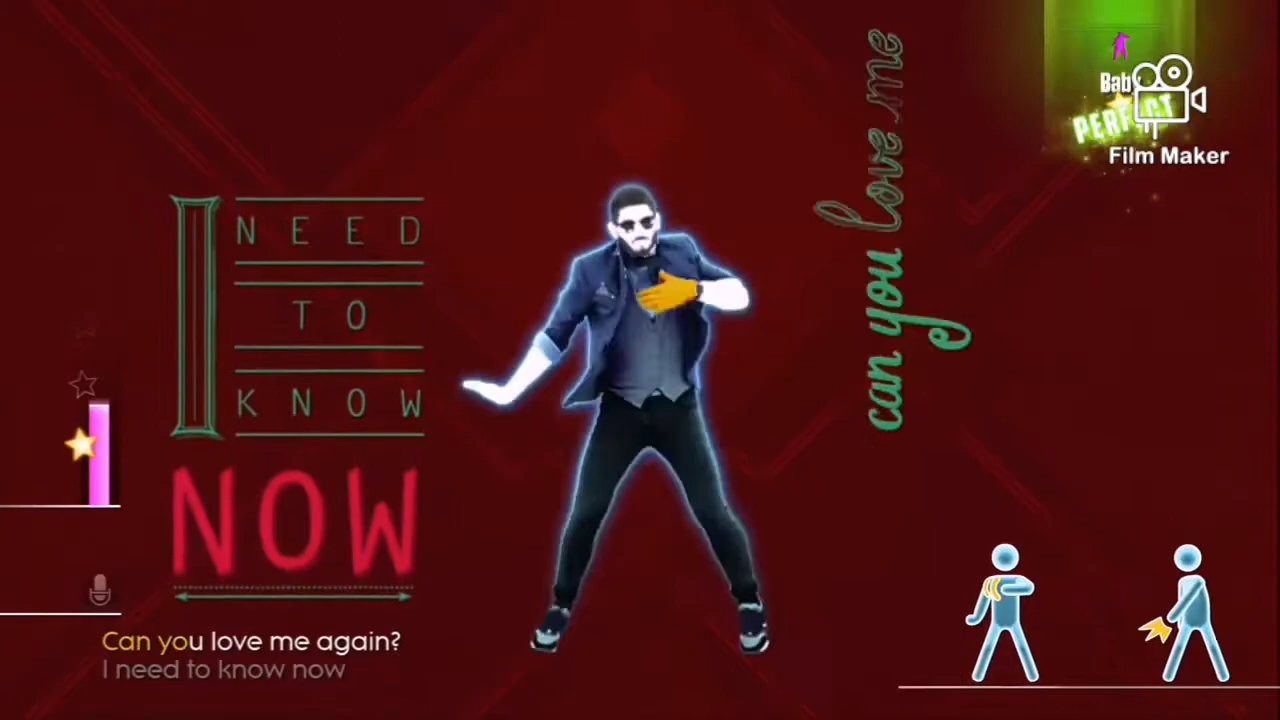 I NEED
TO
KNOW
NOW
can you love me
Bab
PERFECT
Film Maker
Can you love me again?
I need to know now